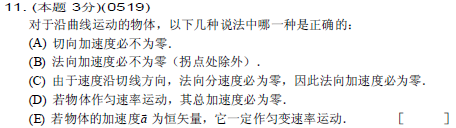 11. (本题 3分)(0519)
对于沿曲线运动的物体，以下几种说法中哪一种是正确的：
(A) 切向加速度必不为零．
(B) 法向加速度必不为零（拐点处除外）．
(C) 由于速度沿切线方向，法向分速度必为零，因此法向加速度必为零．
(D) 若物体作匀速率运动，其总加速度必为零．
(E) 若物体的加速度a⃗ 为恒矢量，它一定作匀变速率运动． [ ]